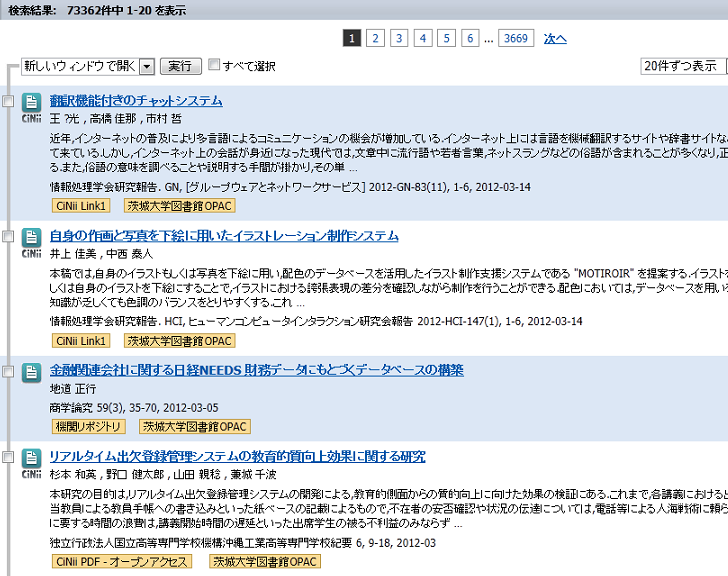 検索結果: 73362件中 1-20 を表示
1 2 3 4 5 6 ... 3669 次へ
新しいウィンドウで開く 実行 すべて選択 20件ずつ表示
翻訳機能付きのチャットシステム
CiNii 王 ?光 , 高橋 佳那 , 市村 哲
近年,インターネットの普及により多言語によるコミュニケーションの機会が増加している.インターネット上には言語を機械翻訳するサイトや辞書サイトな
て来ている.しかし,インターネット上の会話が身近になった現代では,文章中に流行語や若者言葉,ネットスラングなどの俗語が含まれることが多くなり,正
る.また,俗語の意味を調べることや説明する手間が掛かり,その単 ...
情報処理学会研究報告. GN, [グループウェアとネットワークサービス] 2012-GN-83(11), 1-6, 2012-03-14
CiNii Link1 茨城大学図書館OPAC
自身の作画と写真を下絵に用いたイラストレーション制作システム
CiNii 井上 佳美 , 中西 泰人
本稿では,自身のイラストもしくは写真を下絵に用い,配色のデータベースを活用したイラスト制作支援システムである "MOTIROIR" を提案する.イラスト
しくは自身のイラストを下絵にすることで,イラストにおける誇張表現の差分を確認しながら制作を行うことができる.配色においては,データベースを用い
知識が乏しくても色調のバランスをとりやすくする.これ ...
情報処理学会研究報告. HCI, ヒューマンコンピュータインタラクション研究会報告 2012-HCI-147(1), 1-6, 2012-03-14
CiNii Link1 茨城大学図書館OPAC
金融関連会社に関する日経NEEDS 財務データにもとづくデータベースの構築
地道 正行
商学論究 59(3), 35-70, 2012-03-05
機関リポジトリ 茨城大学図書館OPAC
リアルタイム出欠登録管理システムの教育的質向上効果に関する研究
CiNii 杉本 和英 , 野口 健太郎 , 山田 親稔 , 兼城 千波
本研究の目的は,リアルタイム出欠登録管理システムの開発による,教育的側面からの質的向上に向けた効果の検証にある.これまで,各講義における出
当教員による教員手帳への書き込みといった紙ベースの記載によるもので,不在者の安否確認や状況の伝達については,電話等による人海戦術に頼ら
に要する時間の浪費は,講義開始時間の遅延といった出席学生の被る不利益のみならず ...
独立行政法人国立高等専門学校機構沖縄工業高等専門学校紀要 6, 9-18, 2012-03
CiNii PDF - オープンアクセス 茨城大学図書館OPAC